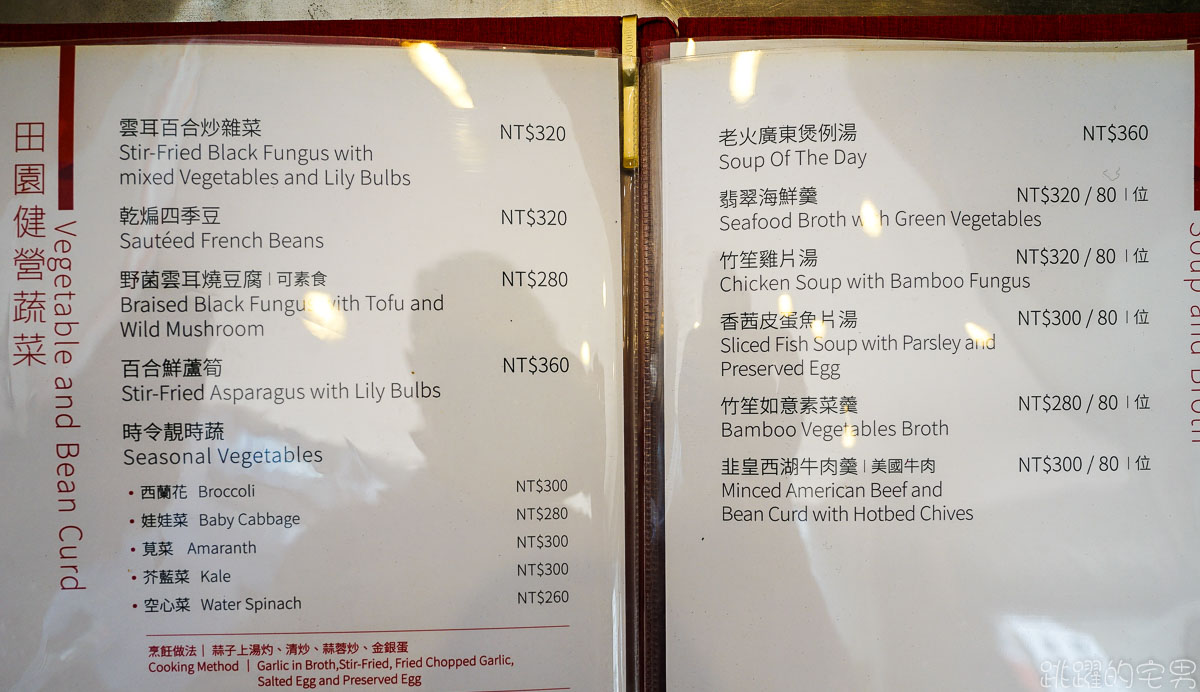 田園健營蔬菜
Vegetable and Bean Curd
雲耳百合炒雜菜 NT$320
Stir-Fried Black Fungus with
mixed Vegetables and Lily Bulbs
乾煸四季豆 NT$320
Sautéed French Beans
野菌雲耳燒豆腐 | 可素食 NT$280
Braised Black Fungus with Tofu and
Wild Mushroom
百合鮮蘆筍 NT$360
Stir-Fried Asparagus with Lily Bulbs
時令靚時蔬
Seasonal Vegetables
• 西蘭花 Broccoli NT$300
• 娃娃菜 Baby Cabbage NT$280
• 莧菜 Amaranth NT$300
• 芥藍菜 Kale NT$300
• 空心菜 Water Spinach NT$260
烹飪做法 | 蒜子上湯灼、清炒、蒜蓉炒、金銀蛋
Cooking Method | Garlic in Broth,Stir-Fried, Fried Chopped Garlic,
Salted Egg and Preserved Egg
老火廣東煲例湯 NT$360
Soup Of The Day
翡翠海鮮羹 NT$320 / 80 | 位
Seafood Broth with Green Vegetables
竹笙雞片湯 NT$320 / 80 | 位
Chicken Soup with Bamboo Fungus
香茜皮蛋魚片湯 NT$300 / 80 | 位
Sliced Fish Soup with Parsley and
Preserved Egg
竹笙如意素菜羹 NT$280 / 80 | 位
Bamboo Vegetables Broth
韭皇西湖牛肉羹 | 美國牛肉 NT$300 / 80 | 位
Minced American Beef and
Bean Curd with Hotbed Chives
Soup and Broth
跳躍的宅男